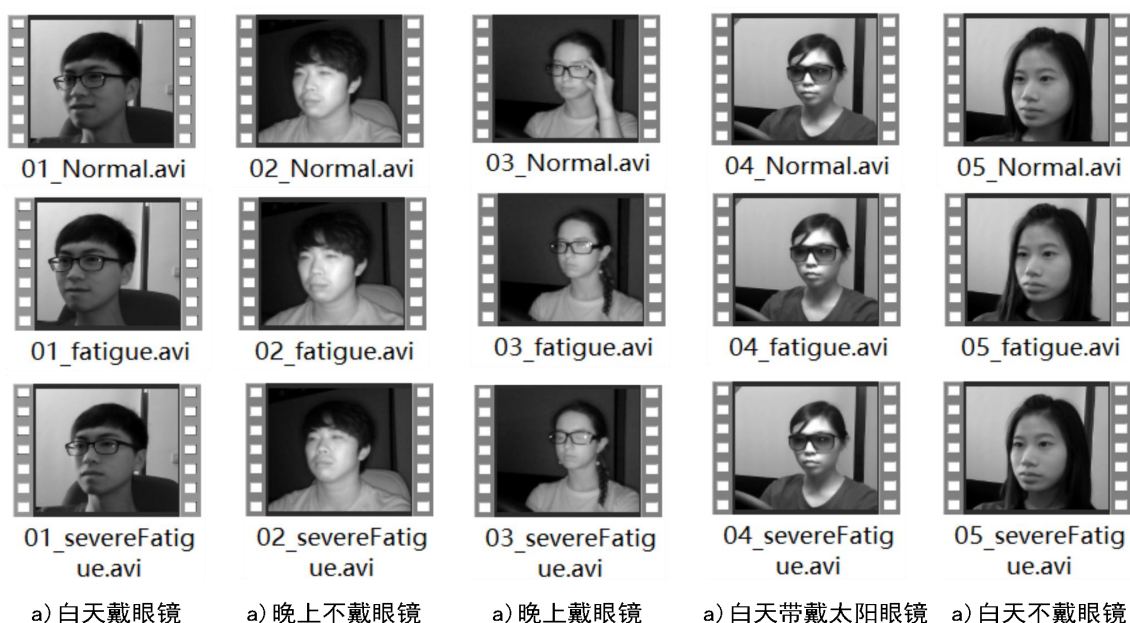 01_Normal.avi
02_Normal.avi
03_Normal.avi
04_Normal.avi
05_Normal.avi
01_fatigue.avi
02_fatigue.avi
03_fatigue.avi
04_fatigue.avi
05_fatigue.avi
01_severeFatig
ue.avi
02_severeFatig
ue.avi
03_severeFatig
ue.avi
04_severeFatig
ue.avi
05_severeFatig
ue.avi
a)白天戴眼镜
a)晚上不戴眼镜
a)晚上戴眼镜
a)白天带戴太阳眼镜
a)白天不戴眼镜